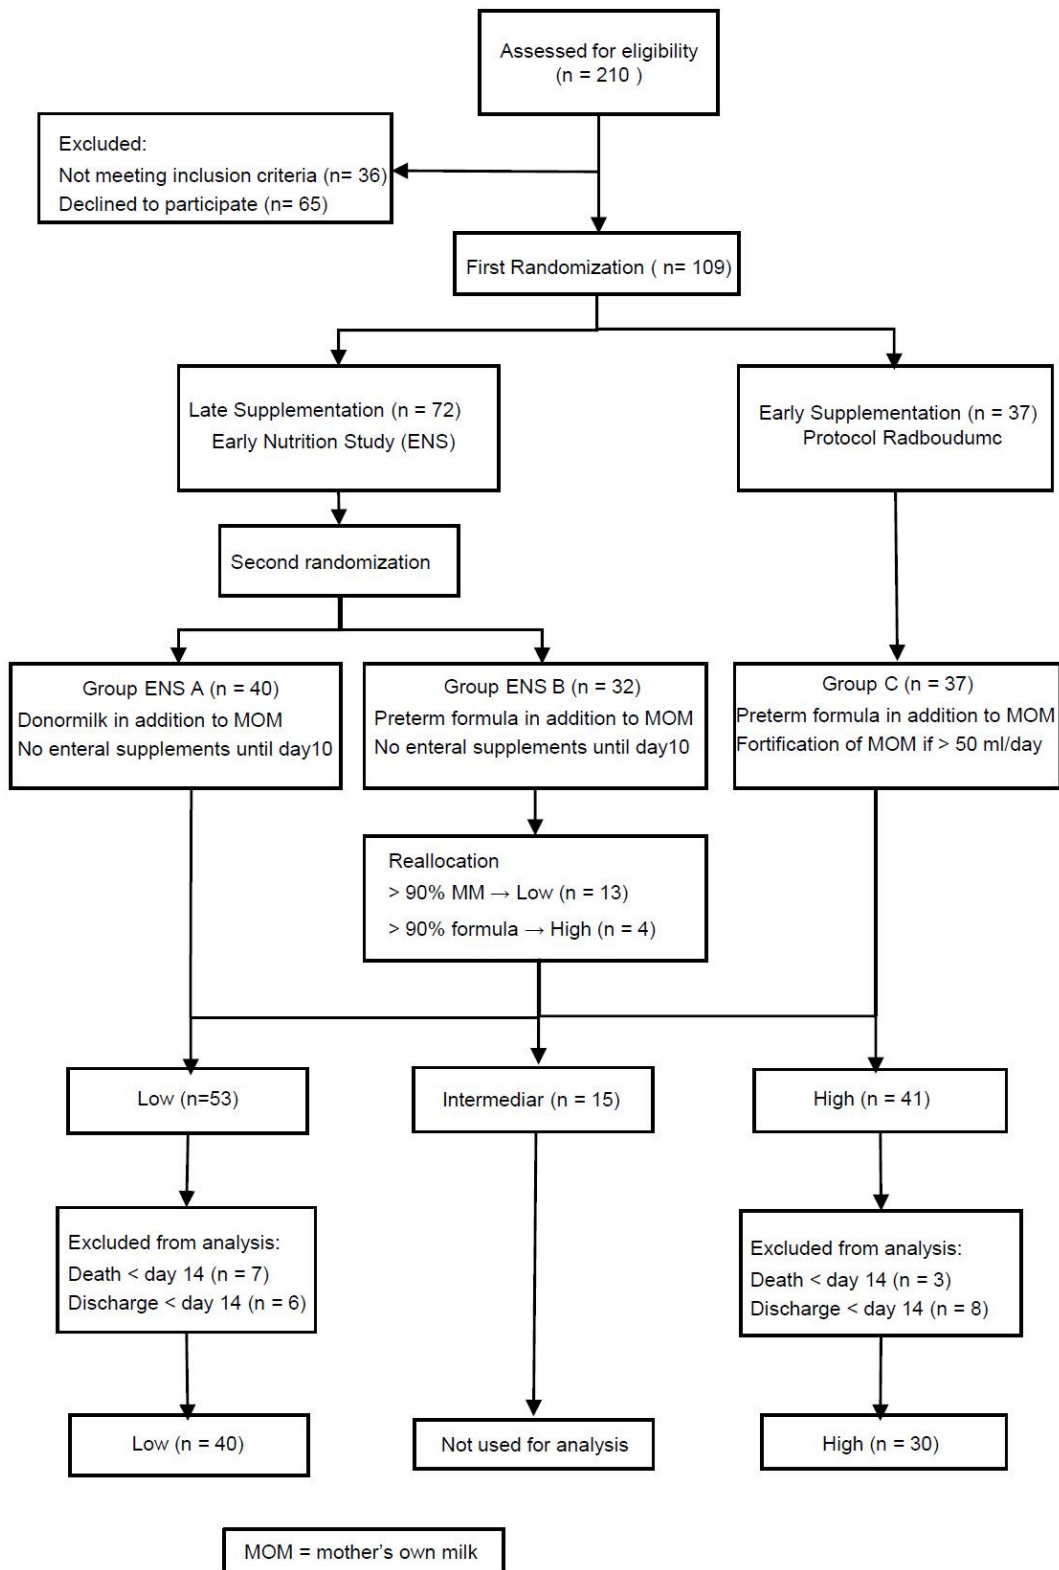 Assessed for eligibility
(n = 210 )
Excluded:
Not meeting inclusion criteria (n= 36)
Declined to participate (n= 65)
First Randomization ( n= 109)
Late Supplementation (n = 72)
Early Nutrition Study (ENS)
Early Supplementation (n = 37)
Protocol Radboudumc
Second randomization
Group ENS A (n = 40)
Donormilk in addition to MOM
No enteral supplements until day10
Group ENS B (n = 32)
Preterm formula in addition to MOM
No enteral supplements until day10
Group C (n = 37)
Preterm formula in addition to MOM
Fortification of MOM if > 50 ml/day
Reallocation
> 90% MM → Low (n = 13)
> 90% formula → High (n = 4)
Low (n=53)
Intermediar (n = 15)
High (n = 41)
Excluded from analysis:
Death < day 14 (n = 7)
Discharge < day 14 (n = 6)
Excluded from analysis:
Death < day 14 (n = 3)
Discharge < day 14 (n = 8)
Low (n = 40)
Not used for analysis
High (n = 30)
MOM = mother's own milk